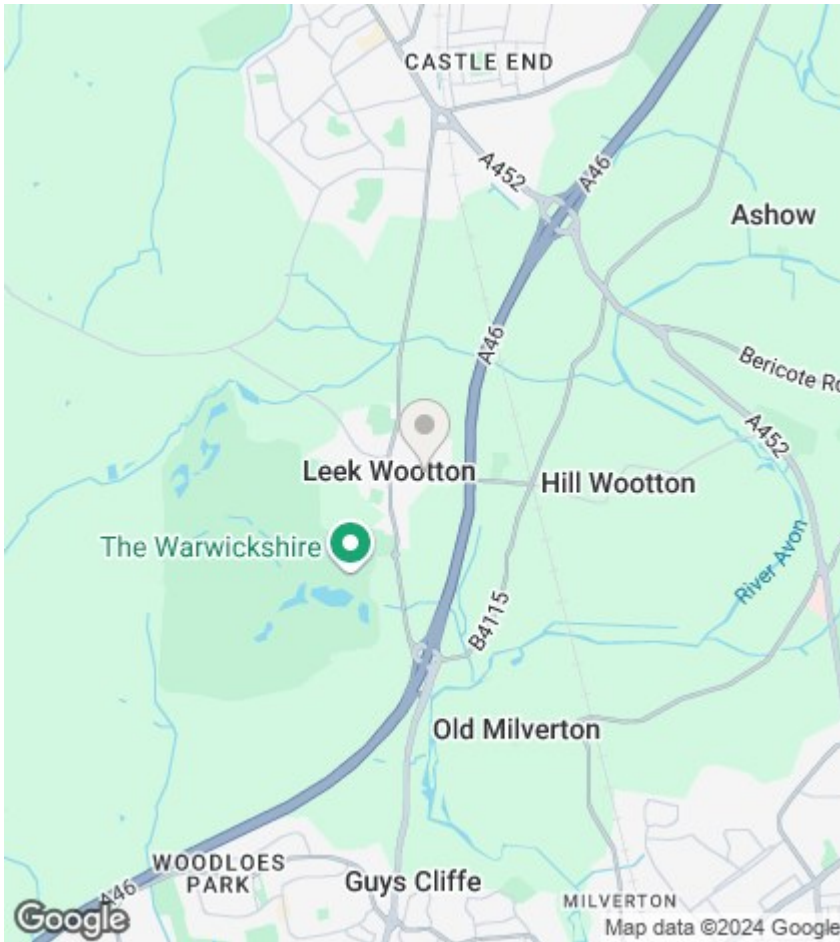 CASTLE END
A452
A46
Ashow
A46
Bericote Ro
A452
Leek Wootton
Hill Wootton
The Warwickshire
River Avon
B4115
Old Milverton
WOODLOES
PARK
Guys Cliffe
A46
MILVERTON
Google
Map data ©2024 Google